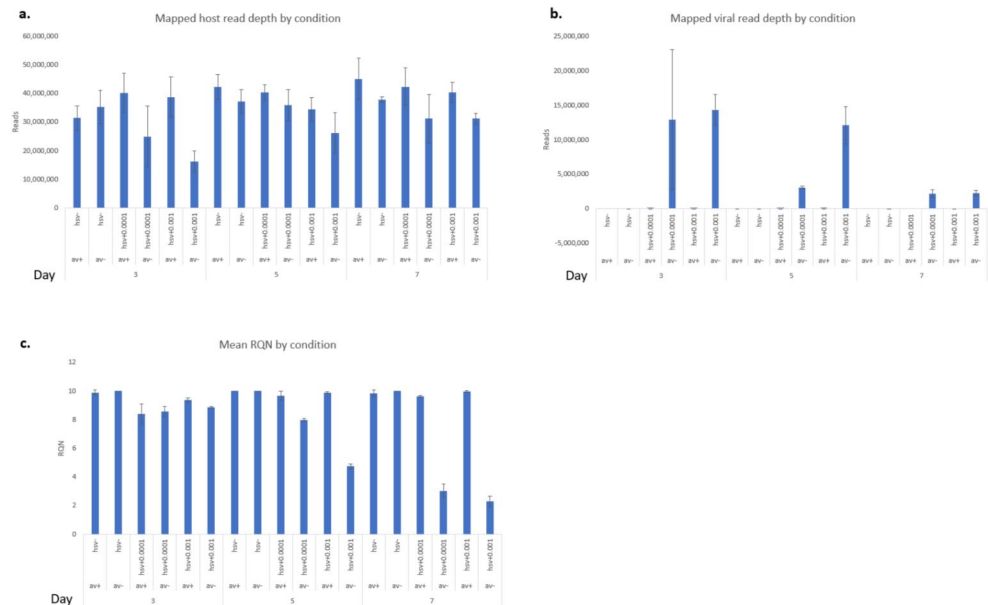 a.
Mapped host read depth by condition
60,000,000
50,000,000
40,000,000
30,000,000
20,000,000
10,000,000
0
Reads
hsv- hsv- hsv+0.0001 hsv+0.0001 hsv+0.001 hsv+0.001 hsv- hsv- hsv+0.0001 hsv+0.0001 hsv+0.001 hsv+0.001 hsv- hsv- hsv+0.0001 hsv+0.0001 hsv+0.001 hsv+0.001
av+ av- av+ av- av+ av- av+ av- av+ av- av+ av- av+ av- av+ av- av+ av-
Day 3 5 7
b.
Mapped viral read depth by condition
25,000,000
20,000,000
15,000,000
10,000,000
5,000,000
0
-5,000,000
Reads
hsv- hsv- hsv+0.0001 hsv+0.0001 hsv+0.001 hsv+0.001 hsv- hsv- hsv+0.0001 hsv+0.0001 hsv+0.001 hsv+0.001 hsv- hsv- hsv+0.0001 hsv+0.0001 hsv+0.001 hsv+0.001
av+ av- av+ av- av+ av- av+ av- av+ av- av+ av- av+ av- av+ av- av+ av-
Day 3 5 7
c.
Mean RQN by condition
12
10
8
6
4
2
0
RQN
hsv- hsv- hsv+0.0001 hsv+0.0001 hsv+0.001 hsv+0.001 hsv- hsv- hsv+0.0001 hsv+0.0001 hsv+0.001 hsv+0.001 hsv- hsv- hsv+0.0001 hsv+0.0001 hsv+0.001 hsv+0.001
av+ av- av+ av- av+ av- av+ av- av+ av- av+ av- av+ av- av+ av- av+ av-
Day 3 5 7